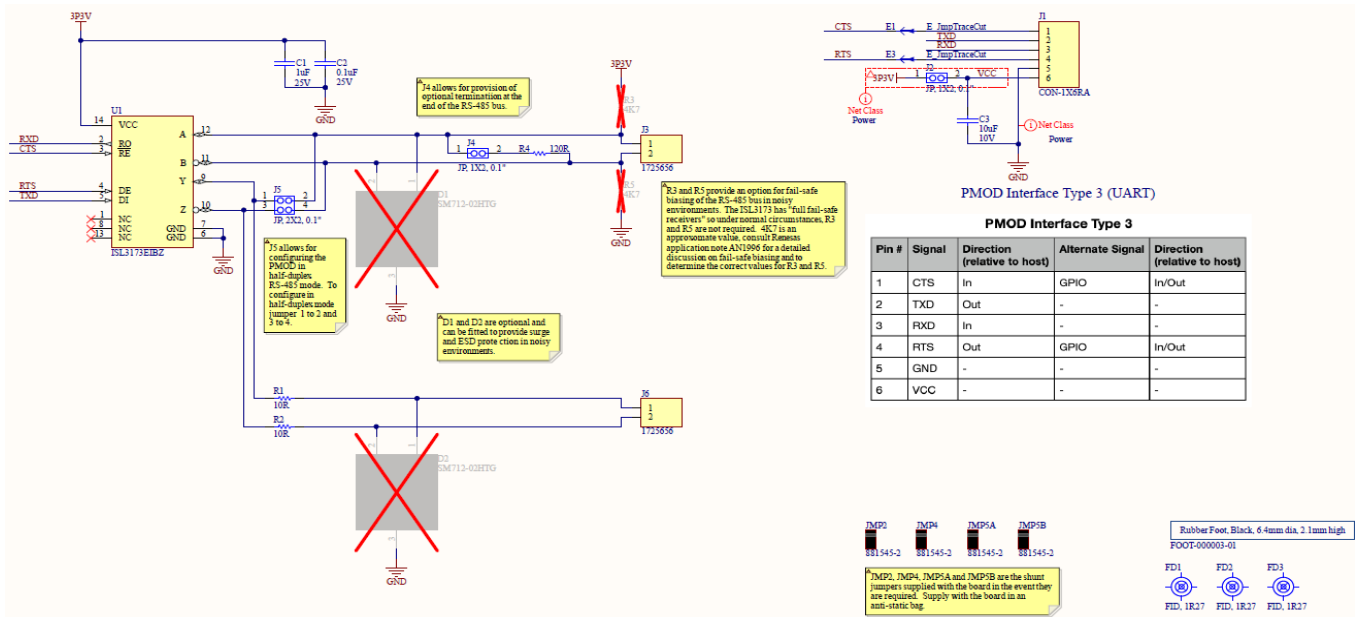 3P3V
C1
1uF
25V
C2
0.1uF
25V
GND
U1
14
VCC
RXD
2
RO
CTS
3
RE
RTS
4
DE
TXD
5
DI
1
NC
8
NC
13
NC
GND
7
GND
6
ISL3173EIBZ
GND
A
12
B
11
Y
9
Z
10
J4 allows for provision of
optional terminatiion at the
end of the RS-485 bus.
3P3V
R3
4K7
J3
1
2
1725656
J4
1
2
JP, 1X2, 0.1"
R4
120R
R5
4K7
GND
J5
1
2
3
4
JP, 2X2, 0.1"
J5 allows for
configuring the
PMOD in
half-duplex
RS-485 mode. To
configure in
half-duplex mode
jumper 1 to 2 and
3 to 4.
2
1
D1
SM712-02HTG
3
GND
R3 and R5 provide an option for fail-safe
biasing of the RS-485 bus in noisy
environments. The ISL3173 has "full fail-safe
receivers" so under normal circumstances, R3
and R5 are not required. 4K7 is an
approxomate value, consult Renesas
application note AN1996 for a detailed
discussion on fail-safe biasing and to
determine the correct values for R3 and R5.
D1 and D2 are optional and
can be fitted to provide surge
and ESD prote ction in noisy
environments.
R1
10R
R2
10R
J6
1
2
1725656
2
1
D2
SM712-02HTG
3
GND
CTS
E1
E_JmpTraceCut
TXD
RXD
RTS
E3
E_JmpTraceCut
J1
1
2
3
4
5
6
CON-1X6RA
3P3V
1
J2
2
VCC
JP, 1X2, 0.1"
Net Class
Power
C3
10uF
10V
Net Class
Power
GND
PMOD Interface Type 3 (UART)
PMOD Interface Type 3
Pin # Signal Direction (relative to host) Alternate Signal Direction (relative to host)
1 CTS In GPIO In/Out
2 TXD Out - -
3 RXD In - -
4 RTS Out GPIO In/Out
5 GND - - -
6 VCC - - -
JMP2
881545-2
JMP4
881545-2
JMP5A
881545-2
JMP5B
881545-2
JMP2, JMP4, JMP5A and JMP5B are the shunt
jumpers supplied with the board in the event they
are required. Supply with the board in an
anti-static bag.
Rubber Foot, Black, 6.4mm dia, 2.1mm high
FOOT-000003-01
FD1
FID, 1R27
FD2
FID, 1R27
FD3
FID, 1R27